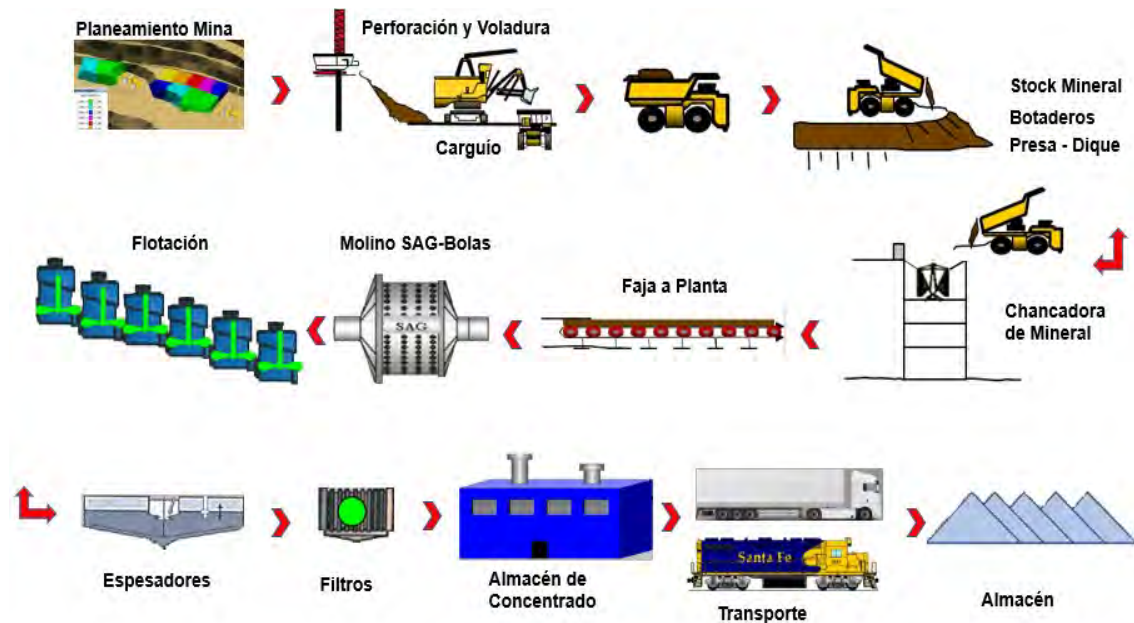 Planeamiento Mina
Perforación y Voladura
Carguío
Stock Mineral
Botaderos
Presa - Dique
Flotación
Molino SAG-Bolas
SAG
Faja a Planta
Chancadora
de Mineral
Espesadores
Filtros
Almacén de
Concentrado
Santa Fe
Transporte
Almacén